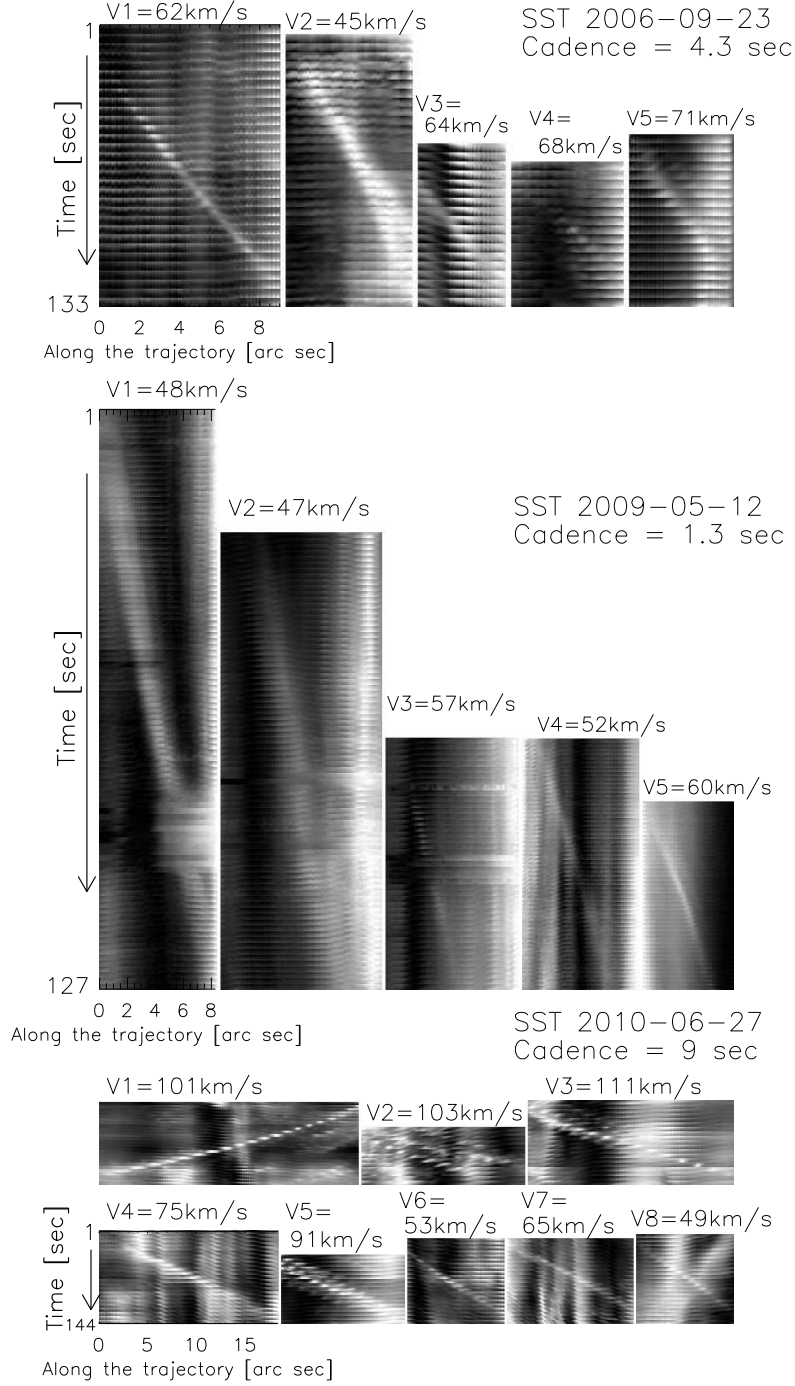 V1=62km/s
V2=45km/s
SST 2006-09-23
Cadence = 4.3 sec
V3=
64km/s
V4=
68km/s
V5=71km/s
1
Time [sec]
133
0 2 4 6 8
Along the trajectory [arc sec]
V1=48km/s
1
V2=47km/s
SST 2009-05-12
Cadence = 1.3 sec
Time [sec]
V3=57km/s
V4=52km/s
V5=60km/s
127
0 2 4 6 8
Along the trajectory [arc sec]
SST 2010-06-27
Cadence = 9 sec
V1=101km/s
V2=103km/s
V3=111km/s
V4=75km/s
V5=
91km/s
V6=
53km/s
V7=
65km/s
V8=49km/s
1
Time [sec]
144
0 5 10 15
Along the trajectory [arc sec]